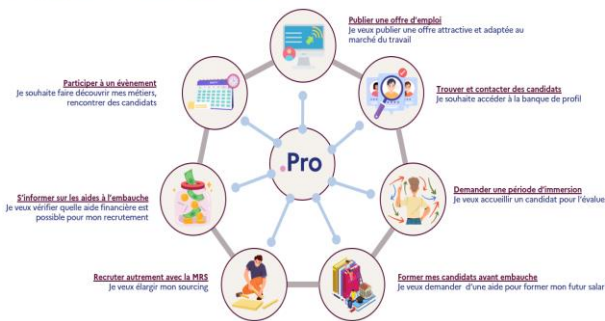 Publier une offre d'emploi
Je veux publier une offre attractive et adaptée au
marché du travail
Participer à un évènement
Je souhaite faire découvrir mes métiers,
rencontrer des candidats
Trouver et contacter des candidats
Je souhaite accéder à la banque de profil
.Pro
S'informer sur les aides à l'embauche
Je veux vérifier quelle aide financière est
possible pour mon recrutement
Demander une période d'immersion
Je veux accueillir un candidat pour l'évalue
Recruter autrement avec la MRS
Je veux élargir mon sourcing
Former mes candidats avant embauche
Je veux demander d'une aide pour former mon futur salar